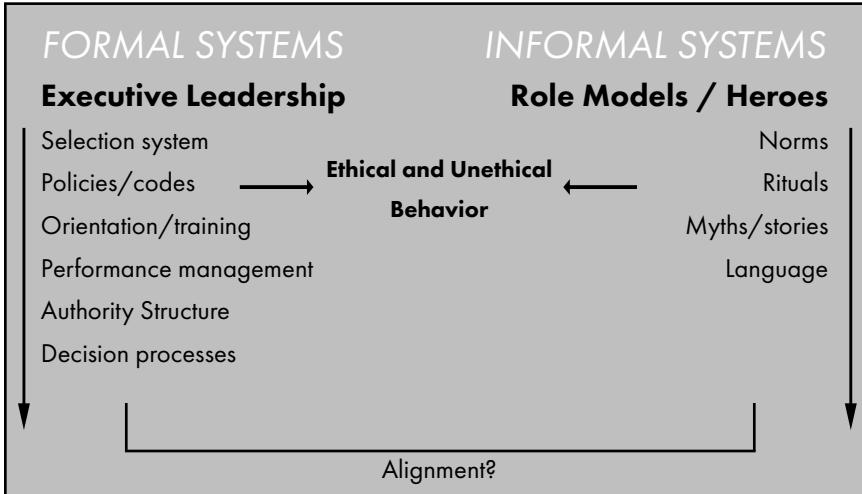 FORMAL SYSTEMS
INFORMAL SYSTEMS
Executive Leadership
Role Models / Heroes
Selection system
Policies/codes
Orientation/training
Performance management
Authority Structure
Decision processes
Ethical and Unethical
Behavior
Norms
Rituals
Myths/stories
Language
Alignment?